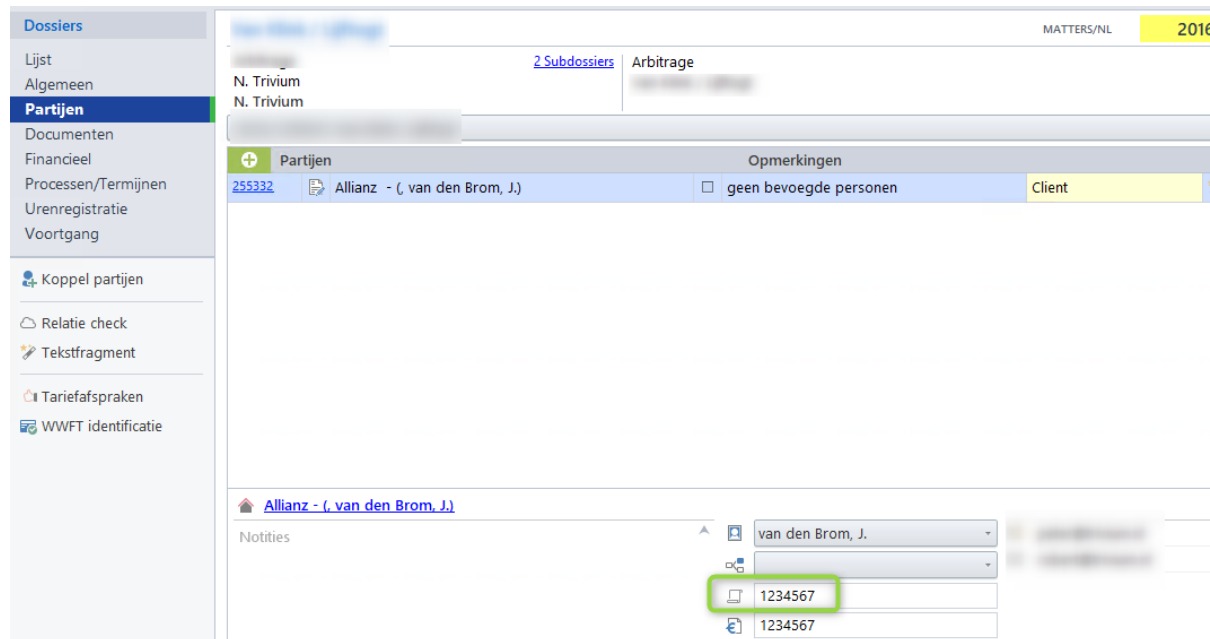 Dossiers
Lijst
Algemeen
Partijen
Documenten
Financieel
Processen/Termijnen
Urenregistratie
Voortgang
Koppel partijen
Relatie check
Tekstfragment
Tariefafspraken
WWFT identificatie
MATTERS/NL 2016
2 Subdossiers Arbitrage
N. Trivium
N. Trivium
Partijen Opmerkingen
255332 Allianz - (, van den Brom, J.) geen bevoegde personen Client
Allianz - (, van den Brom, J.)
Notities
van den Brom, J.
1234567
1234567